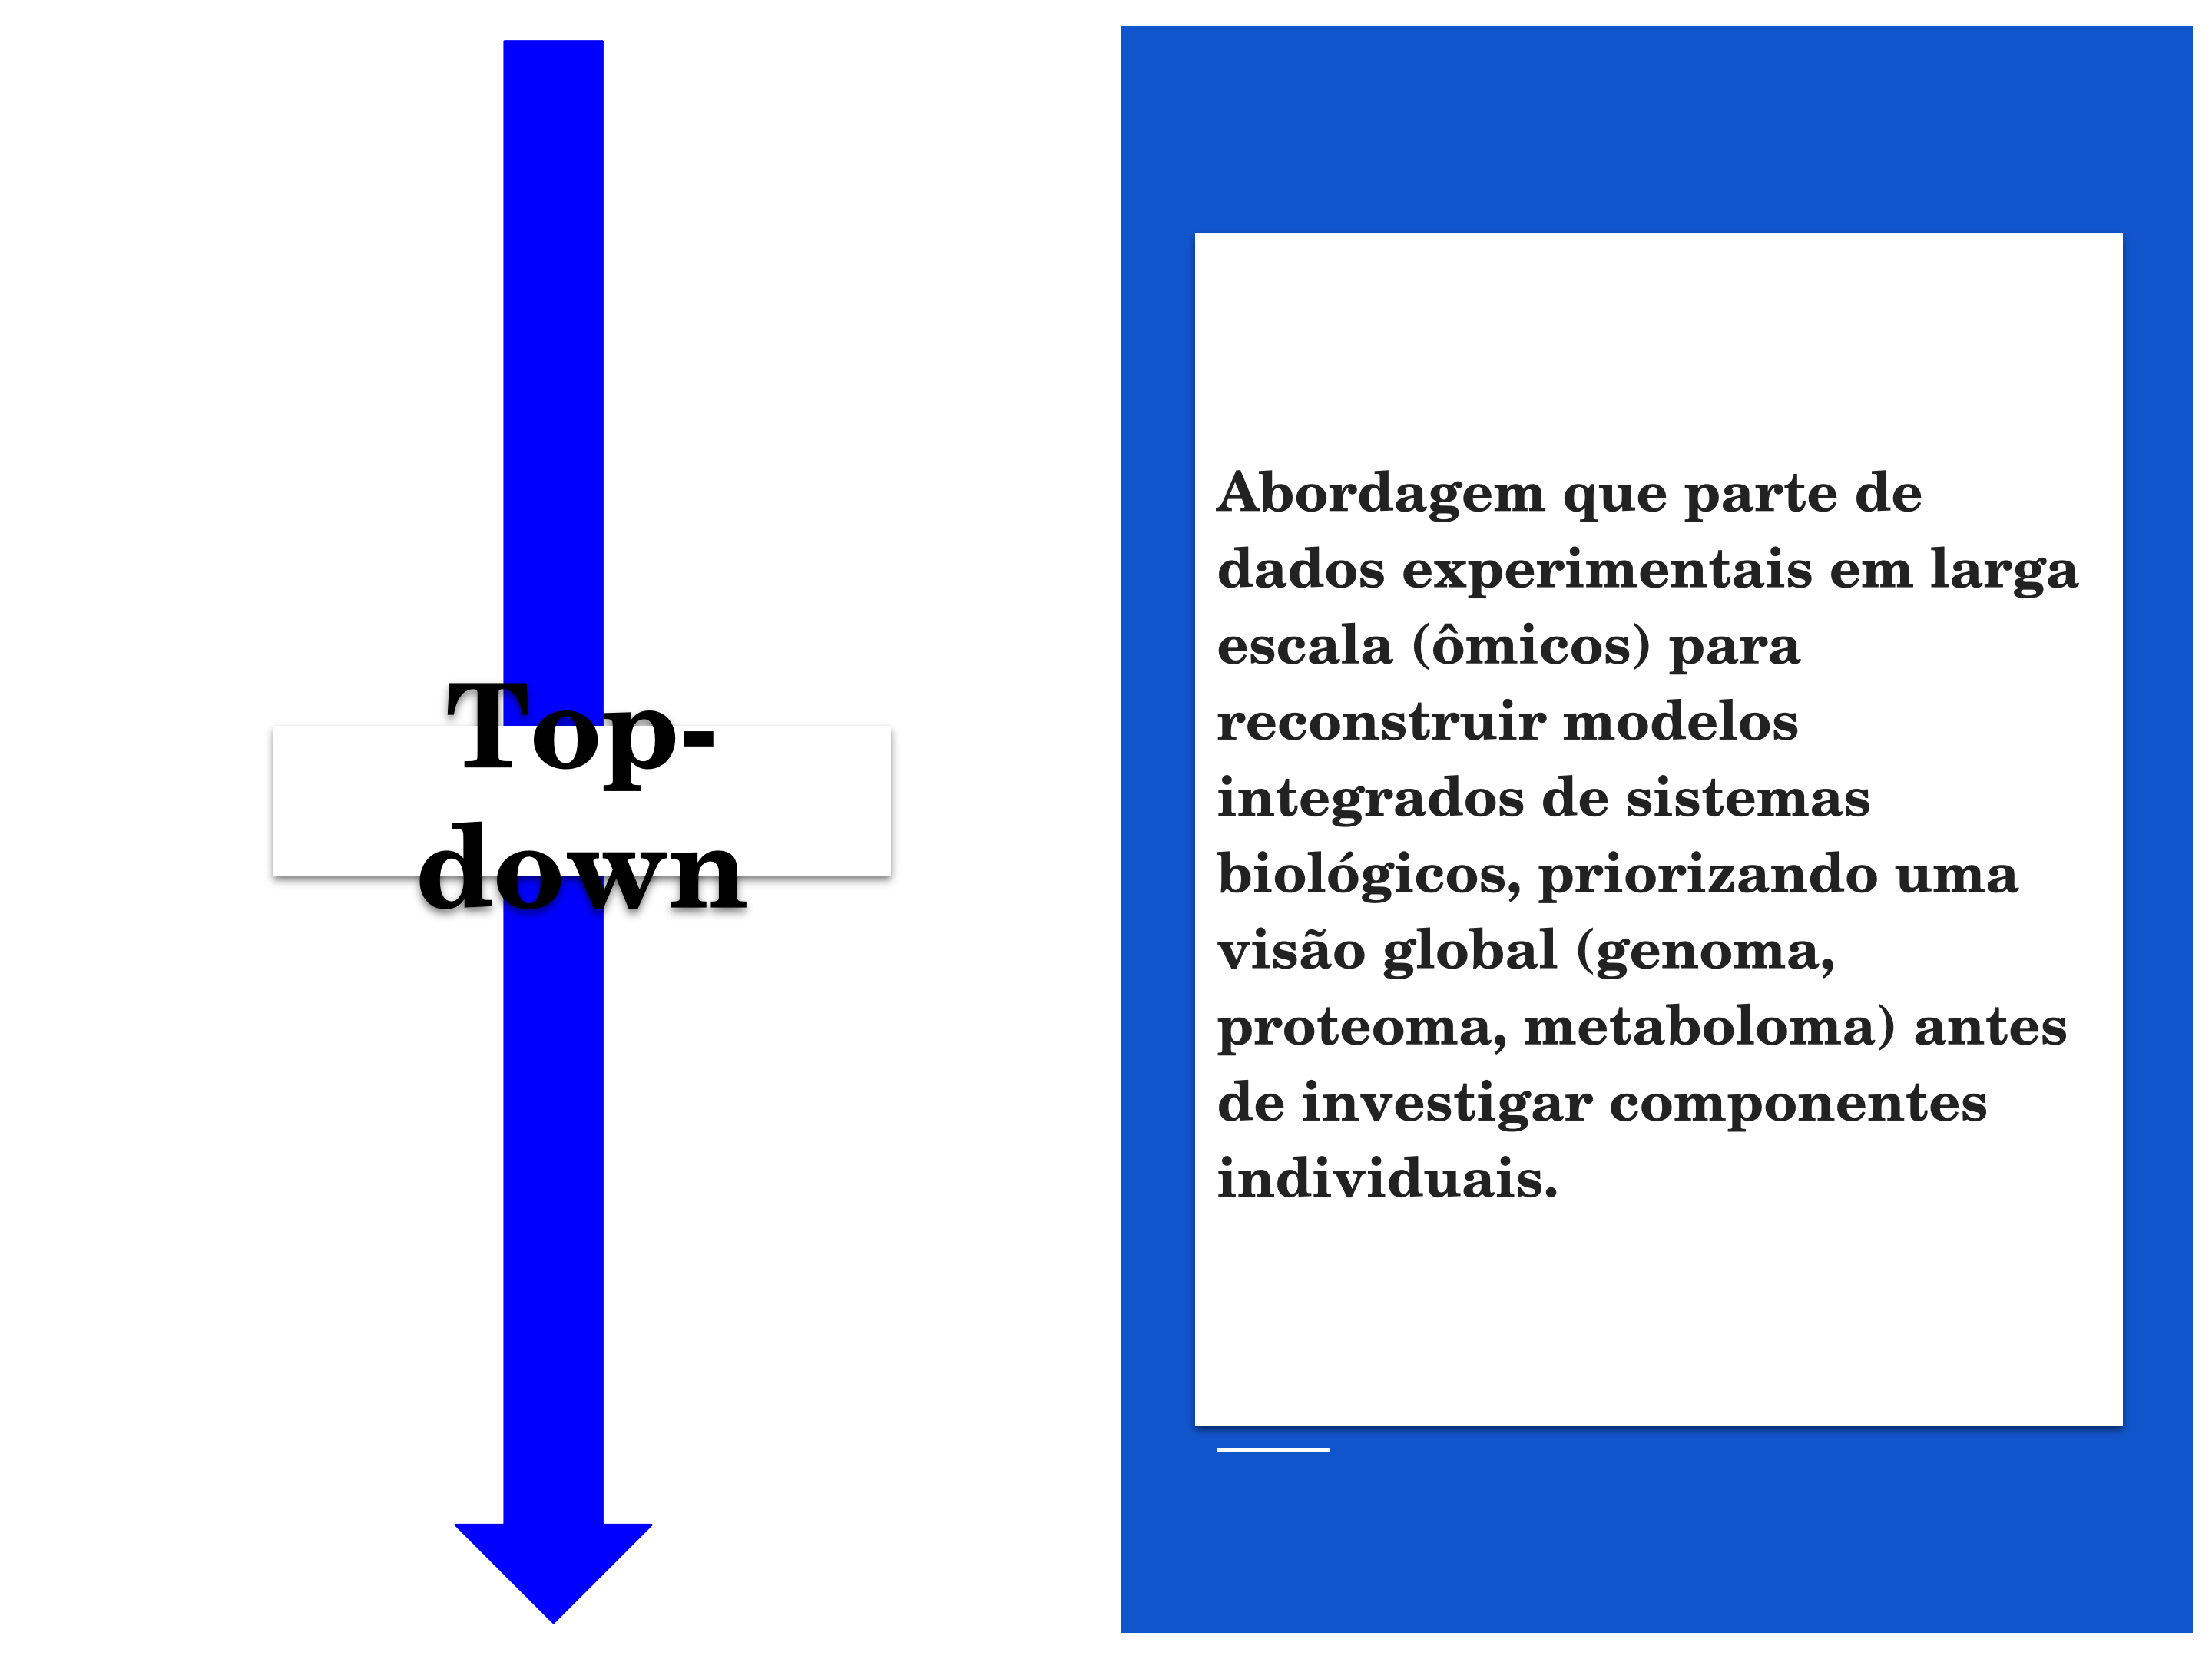 Top-
down
Abordagem que parte de
dados experimentais em larga
escala (ômicos) para
reconstruir modelos
integrados de sistemas
biológicos, priorizando uma
visão global (genoma,
proteoma, metaboloma) antes
de investigar componentes
individuais.